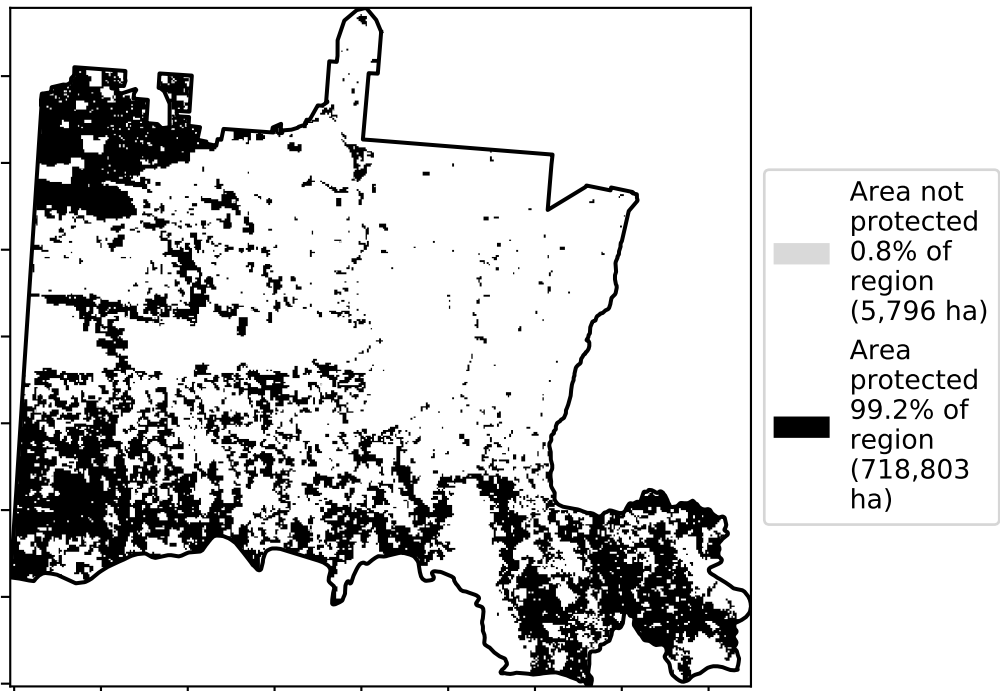 Area not
protected
0.8% of
region
(5,796 ha)
Area
protected
99.2% of
region
(718,803
ha)